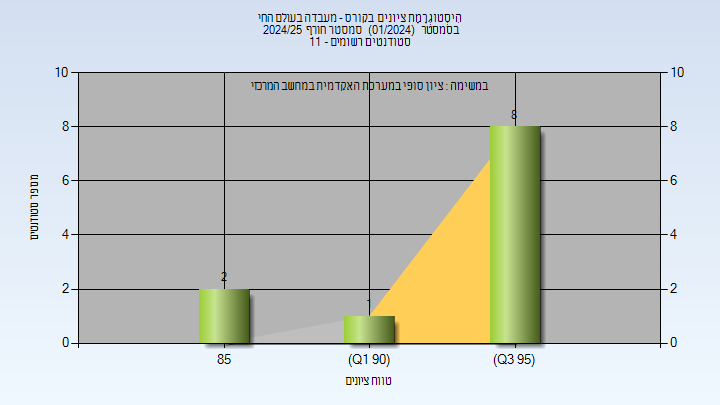 היסטוגרמת ציונים בקורס - מעבדה בעולם החי
בסמסטר (01/2024) סמסטר חורף 2024/25
סטודנטים רשומים - 11
במשימה : ציון סופי במערכת האקדמית במחשב המרכזי
10 10
8 8
6 6
4 4
2 2
0 0
2
1
8
מספר סטודנטים
85 (Q1 90) (Q3 95)
טווח ציונים